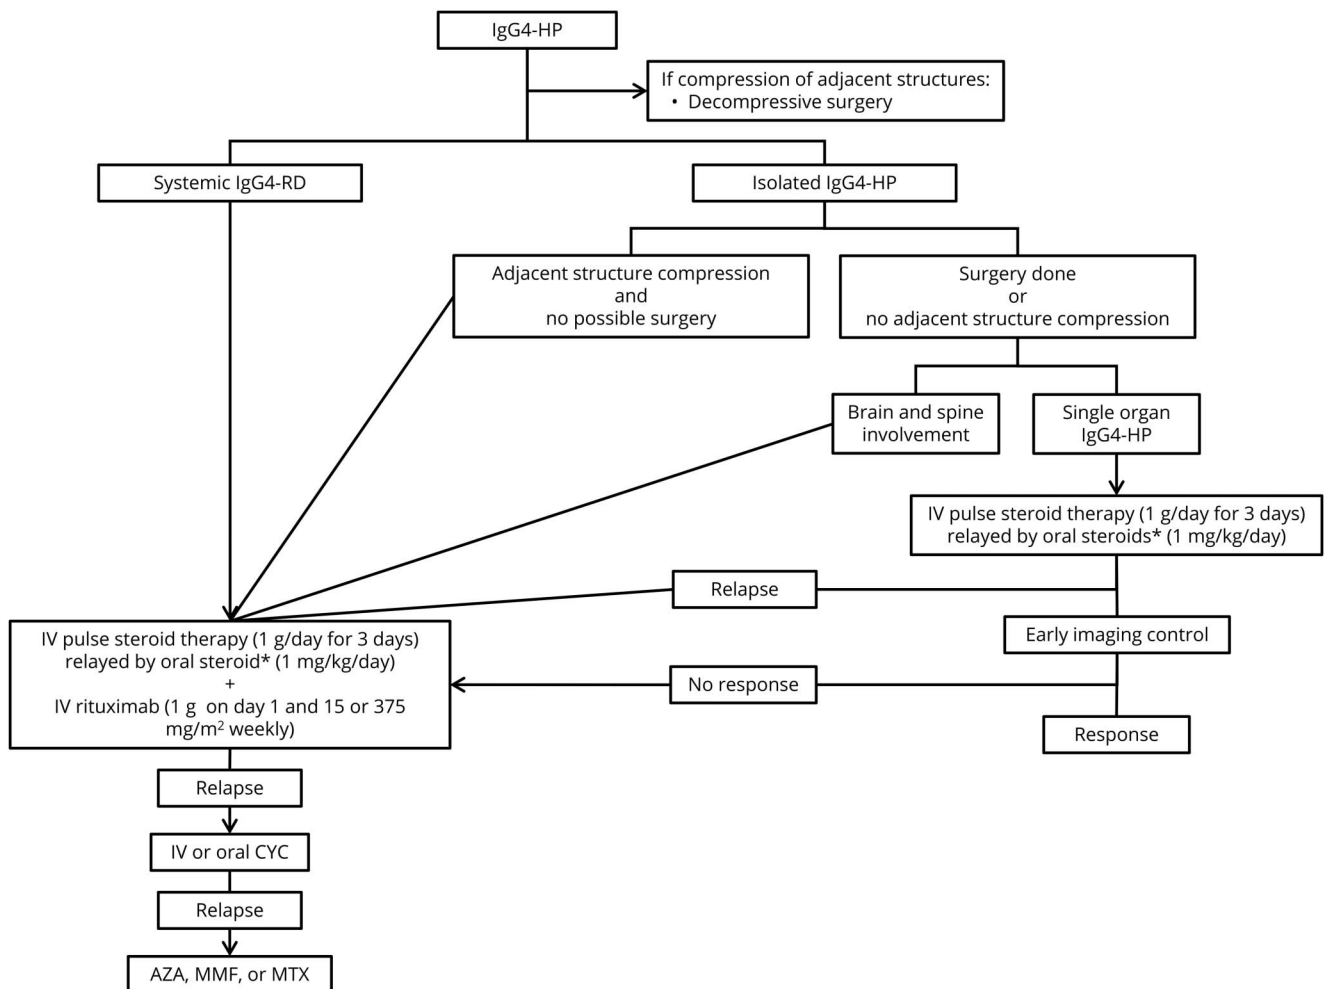 IgG4-HP
If compression of adjacent structures:
• Decompressive surgery
Systemic IgG4-RD
Isolated IgG4-HP
Adjacent structure compression
and
no possible surgery
Surgery done
or
no adjacent structure compression
Brain and spine
involvement
Single organ
IgG4-HP
IV pulse steroid therapy (1 g/day for 3 days)
relayed by oral steroids* (1 mg/kg/day)
Relapse
Early imaging control
IV pulse steroid therapy (1 g/day for 3 days)
relayed by oral steroid* (1 mg/kg/day)
+
IV rituximab (1 g on day 1 and 15 or 375
mg/m² weekly)
No response
Response
Relapse
IV or oral CYC
Relapse
AZA, MMF, or MTX